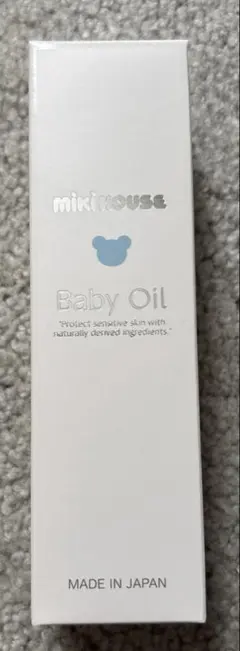 mikiHOUSE
Baby Oil
"Protect sensitive skin with
naturally derived ingredients."
MADE IN JAPAN